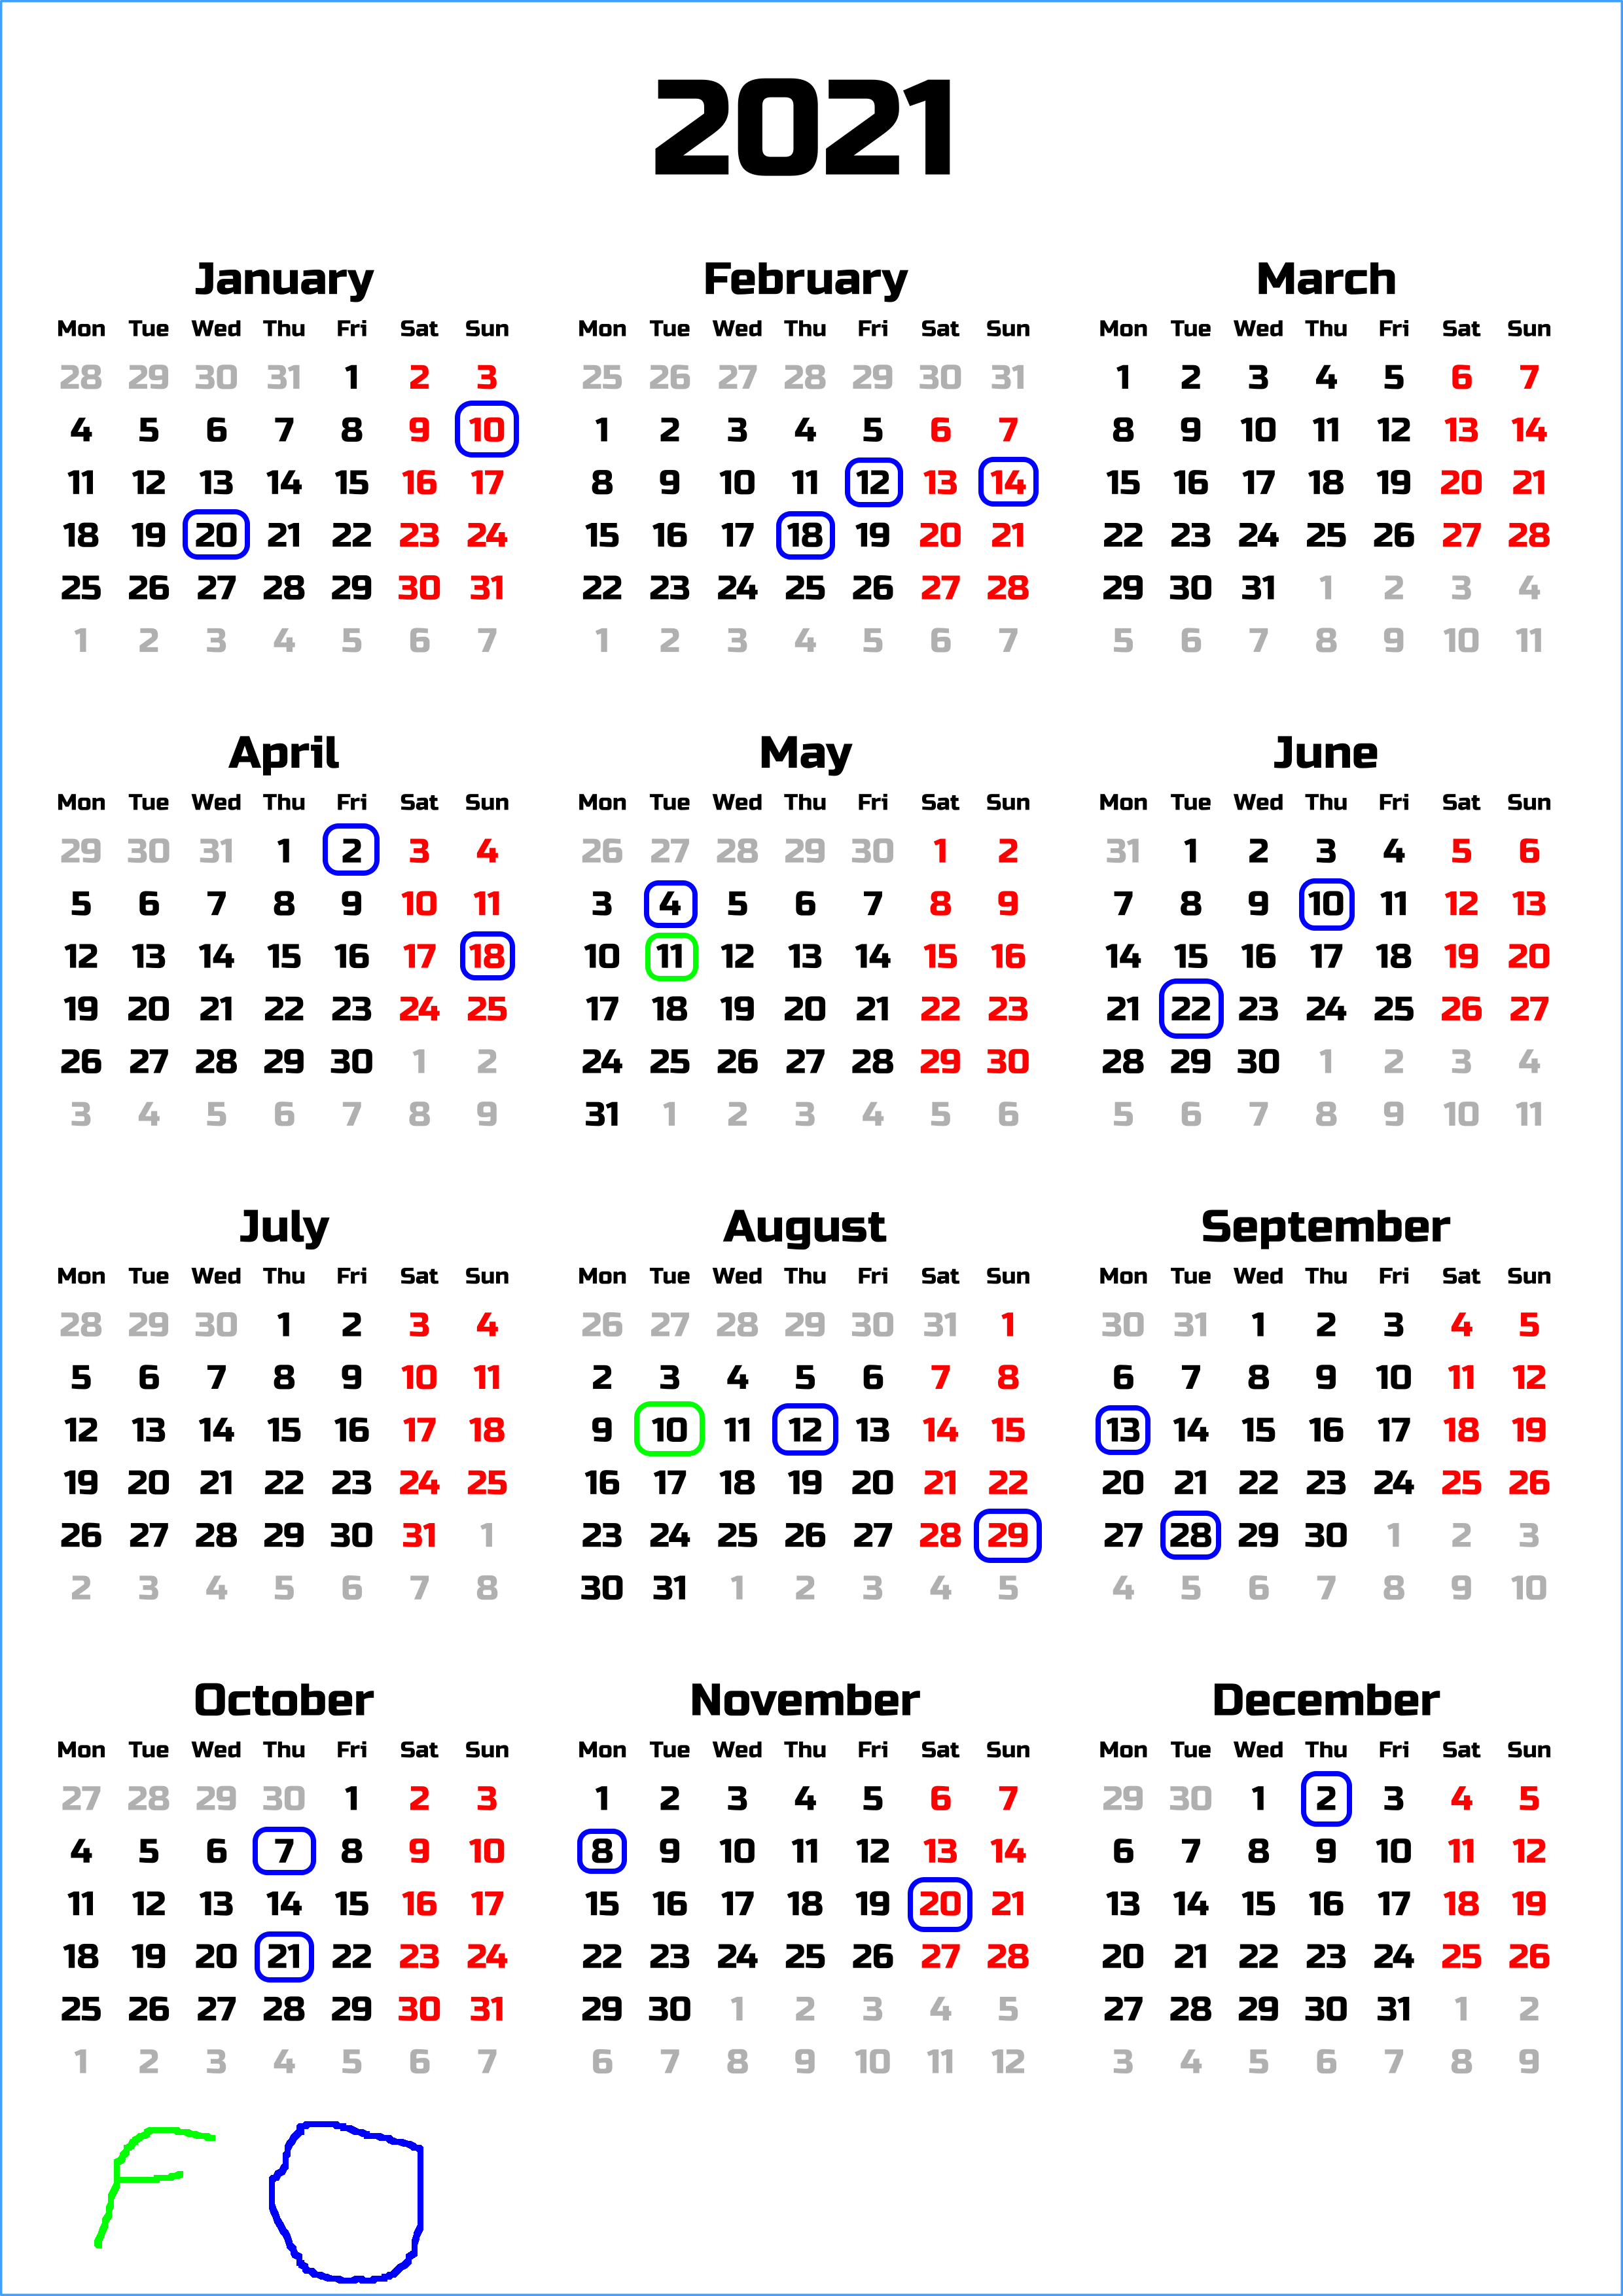 2021
January February March
Mon Tue Wed Thu Fri Sat Sun Mon Tue Wed Thu Fri Sat Sun Mon Tue Wed Thu Fri Sat Sun
28 29 30 31 1 2 3 25 26 27 28 29 30 31 1 2 3 4 5 6 7
4 5 6 7 8 9 10 1 2 3 4 5 6 7 8 9 10 11 12 13 14
11 12 13 14 15 16 17 8 9 10 11 12 13 14 15 16 17 18 19 20 21
18 19 20 21 22 23 24 15 16 17 18 19 20 21 22 23 24 25 26 27 28
25 26 27 28 29 30 31 22 23 24 25 26 27 28 29 30 31 1 2 3 4
1 2 3 4 5 6 7 1 2 3 4 5 6 7 5 6 7 8 9 10 11
April May June
Mon Tue Wed Thu Fri Sat Sun Mon Tue Wed Thu Fri Sat Sun Mon Tue Wed Thu Fri Sat Sun
29 30 31 1 2 3 4 26 27 28 29 30 1 2 31 1 2 3 4 5 6
5 6 7 8 9 10 11 3 4 5 6 7 8 9 7 8 9 10 11 12 13
12 13 14 15 16 17 18 10 11 12 13 14 15 16 14 15 16 17 18 19 20
19 20 21 22 23 24 25 17 18 19 20 21 22 23 21 22 23 24 25 26 27
26 27 28 29 30 1 2 24 25 26 27 28 29 30 28 29 30 1 2 3 4
3 4 5 6 7 8 9 31 1 2 3 4 5 6 5 6 7 8 9 10 11
July August September
Mon Tue Wed Thu Fri Sat Sun Mon Tue Wed Thu Fri Sat Sun Mon Tue Wed Thu Fri Sat Sun
28 29 30 1 2 3 4 26 27 28 29 30 31 1 30 31 1 2 3 4 5
5 6 7 8 9 10 11 2 3 4 5 6 7 8 6 7 8 9 10 11 12
12 13 14 15 16 17 18 9 10 11 12 13 14 15 13 14 15 16 17 18 19
19 20 21 22 23 24 25 16 17 18 19 20 21 22 20 21 22 23 24 25 26
26 27 28 29 30 31 1 23 24 25 26 27 28 29 27 28 29 30 1 2 3
2 3 4 5 6 7 8 30 31 1 2 3 4 5 4 5 6 7 8 9 10
October November December
Mon Tue Wed Thu Fri Sat Sun Mon Tue Wed Thu Fri Sat Sun Mon Tue Wed Thu Fri Sat Sun
27 28 29 30 1 2 3 1 2 3 4 5 6 7 29 30 1 2 3 4 5
4 5 6 7 8 9 10 8 9 10 11 12 13 14 6 7 8 9 10 11 12
11 12 13 14 15 16 17 15 16 17 18 19 20 21 13 14 15 16 17 18 19
18 19 20 21 22 23 24 22 23 24 25 26 27 28 20 21 22 23 24 25 26
25 26 27 28 29 30 31 29 30 1 2 3 4 5 27 28 29 30 31 1 2
1 2 3 4 5 6 7 6 7 8 9 10 11 12 3 4 5 6 7 8 9
F O